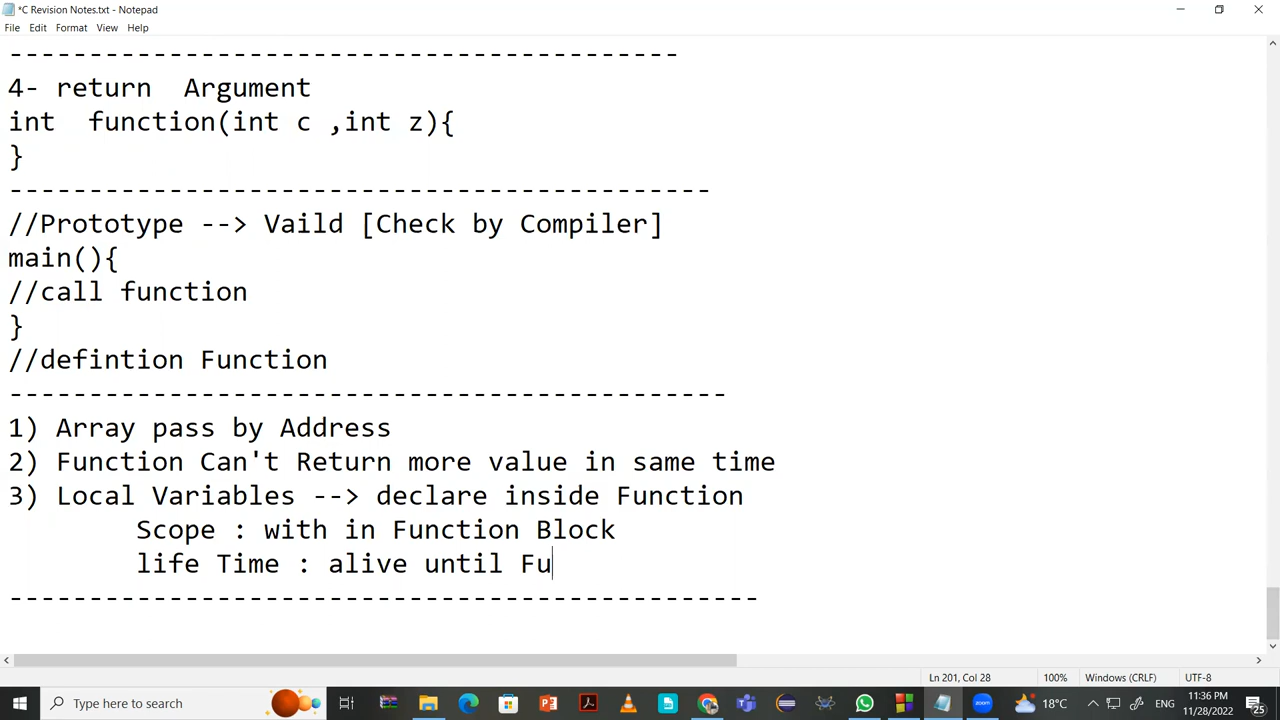 *C Revision Notes.txt - Notepad
File Edit Format View Help
-------------------------------------------
4- return  Argument
int  function(int c ,int z){
}
--------------------------------------------
//Prototype --> Vaild [Check by Compiler]
main(){
//call function
}
//defintion Function
---------------------------------------------
1) Array pass by Address
2) Function Can't Return more value in same time
3) Local Variables --> declare inside Function
Scope : with in Function Block
life Time : alive until Fu
-----------------------------------------------
Ln 201, Col 28 100% Windows (CRLF) UTF-8
Type here to search 18°C ENG 11:36 PM
11/28/2022 25